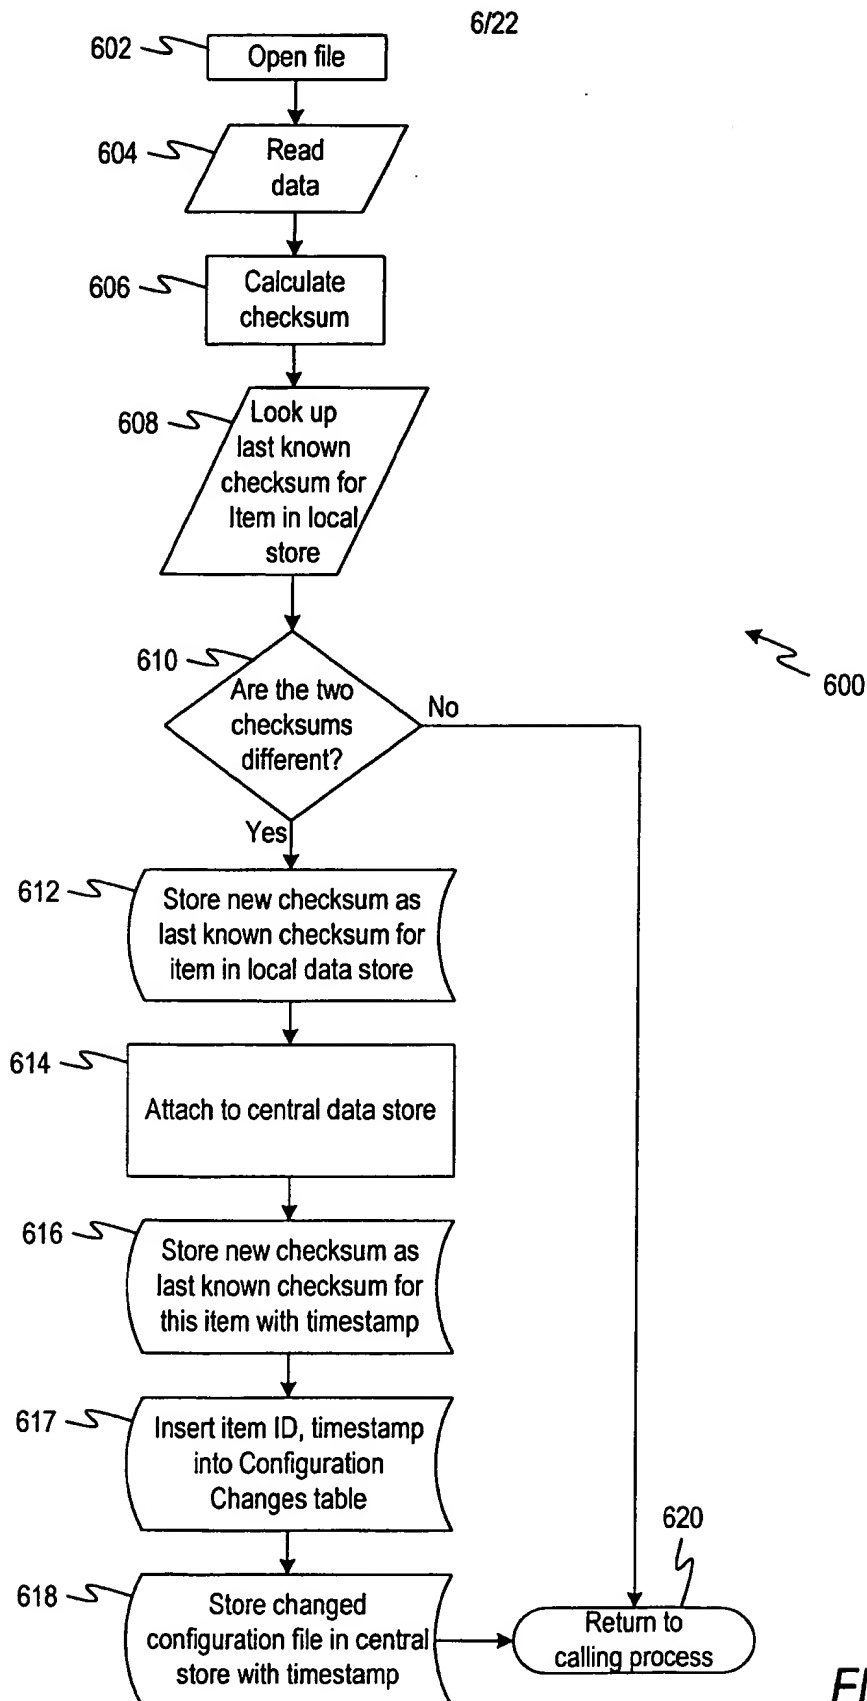 6/22
602
Open file
604
Read
data
606
Calculate
checksum
608
Look up
last known
checksum for
Item in local
store
610
Are the two
checksums
different?
No
600
Yes
612
Store new checksum as
last known checksum for
item in local data store
614
Attach to central data store
616
Store new checksum as
last known checksum for
this item with timestamp
617
Insert item ID, timestamp
into Configuration
Changes table
620
618
Store changed
configuration file in central
store with timestamp
Return to
calling process